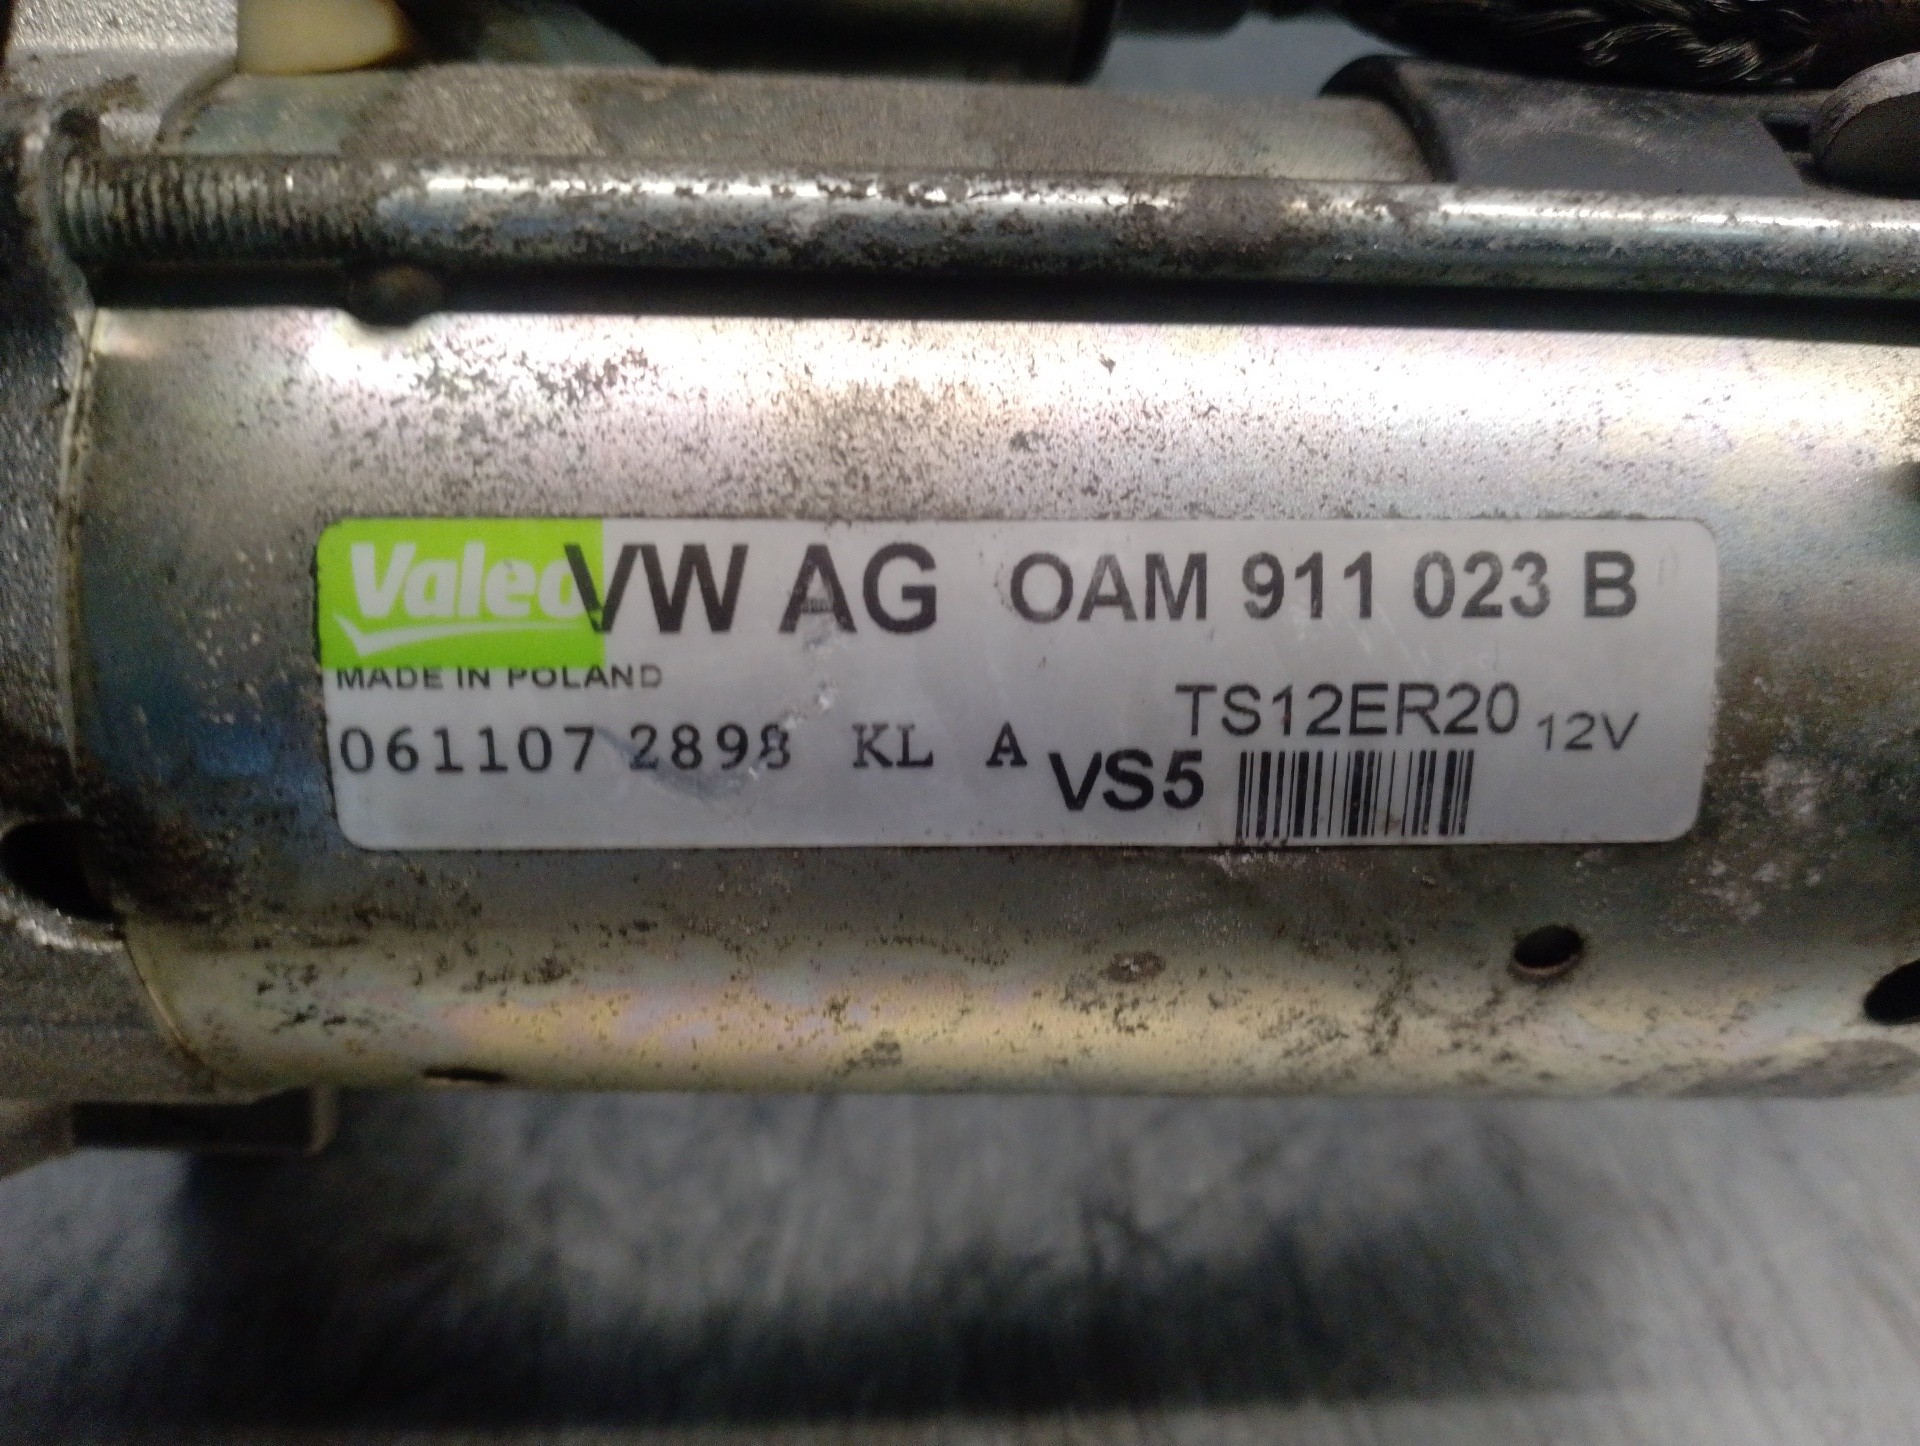 Valeo VW AG OAM 911 023 B
MADE IN POLAND
TS12ER20 12V
061107 2898 KL A
VS5